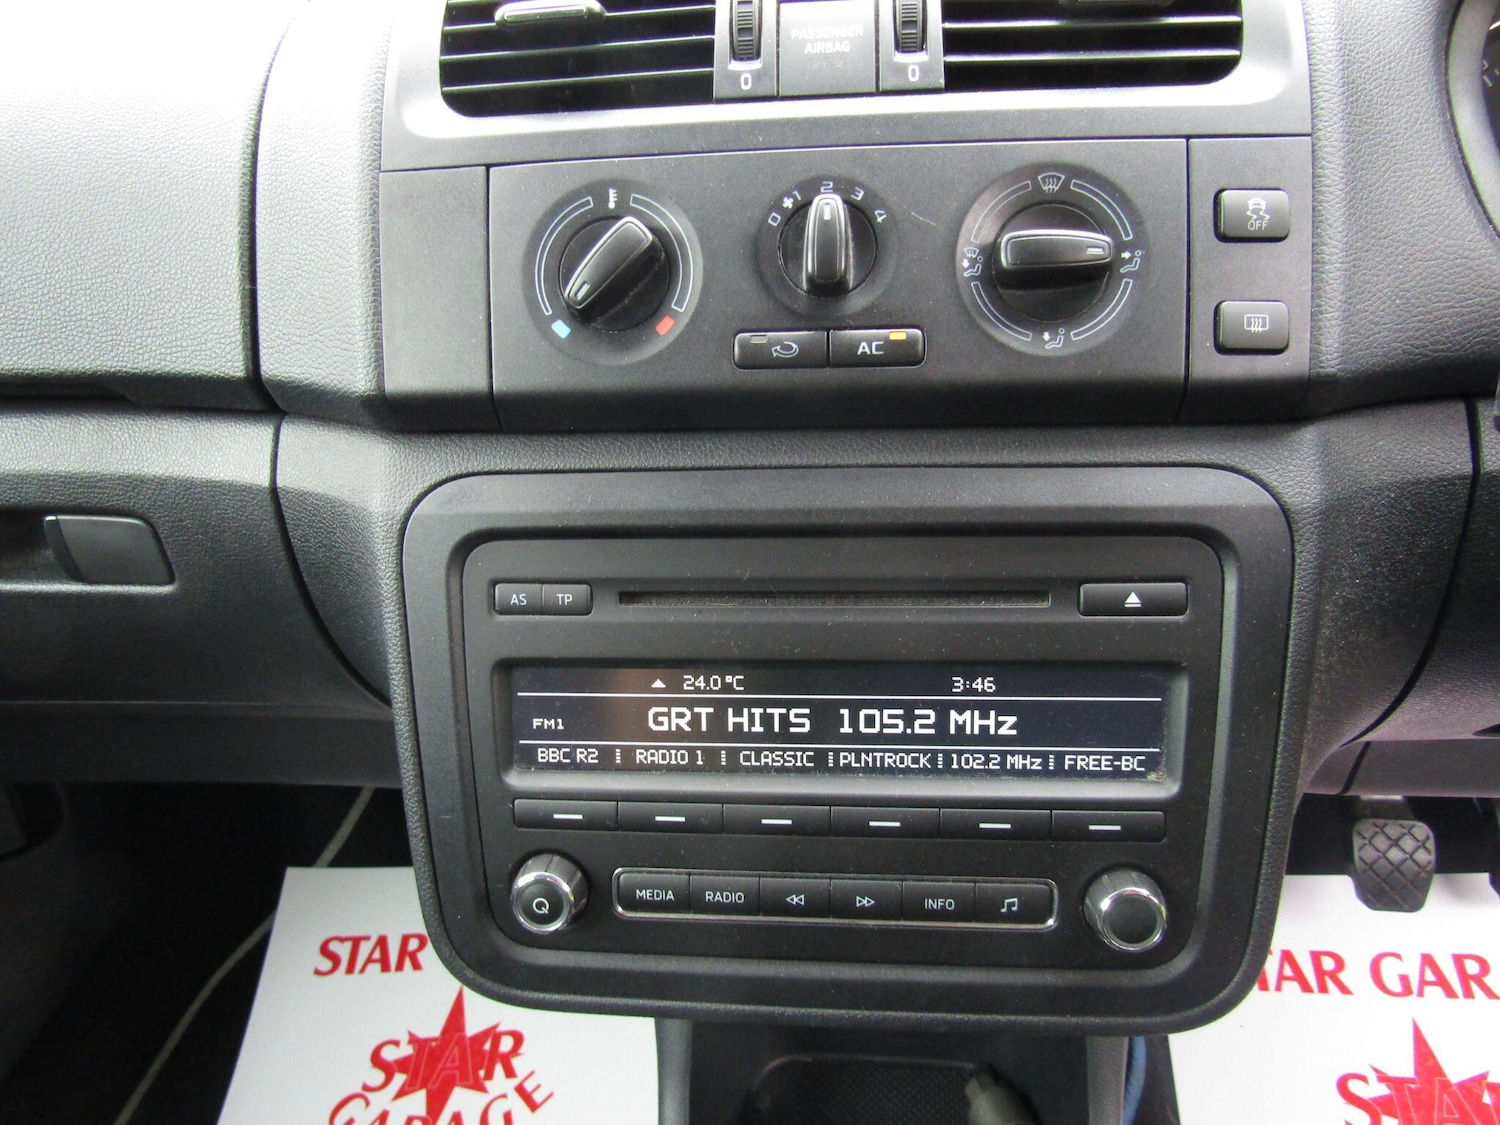 PASSENGER
AIRBAG
0 0
0 1 2 3 4
OFF
AC
AS TP
24.0°C 3:46
FM1 GRT HITS 105.2 MHz
BBC R2 RADIO 1 CLASSIC PLNTROCK 102.2 MHz FREE-BC
MEDIA RADIO INFO
STAR
TAR GAR
STAR
GARAGE
STA